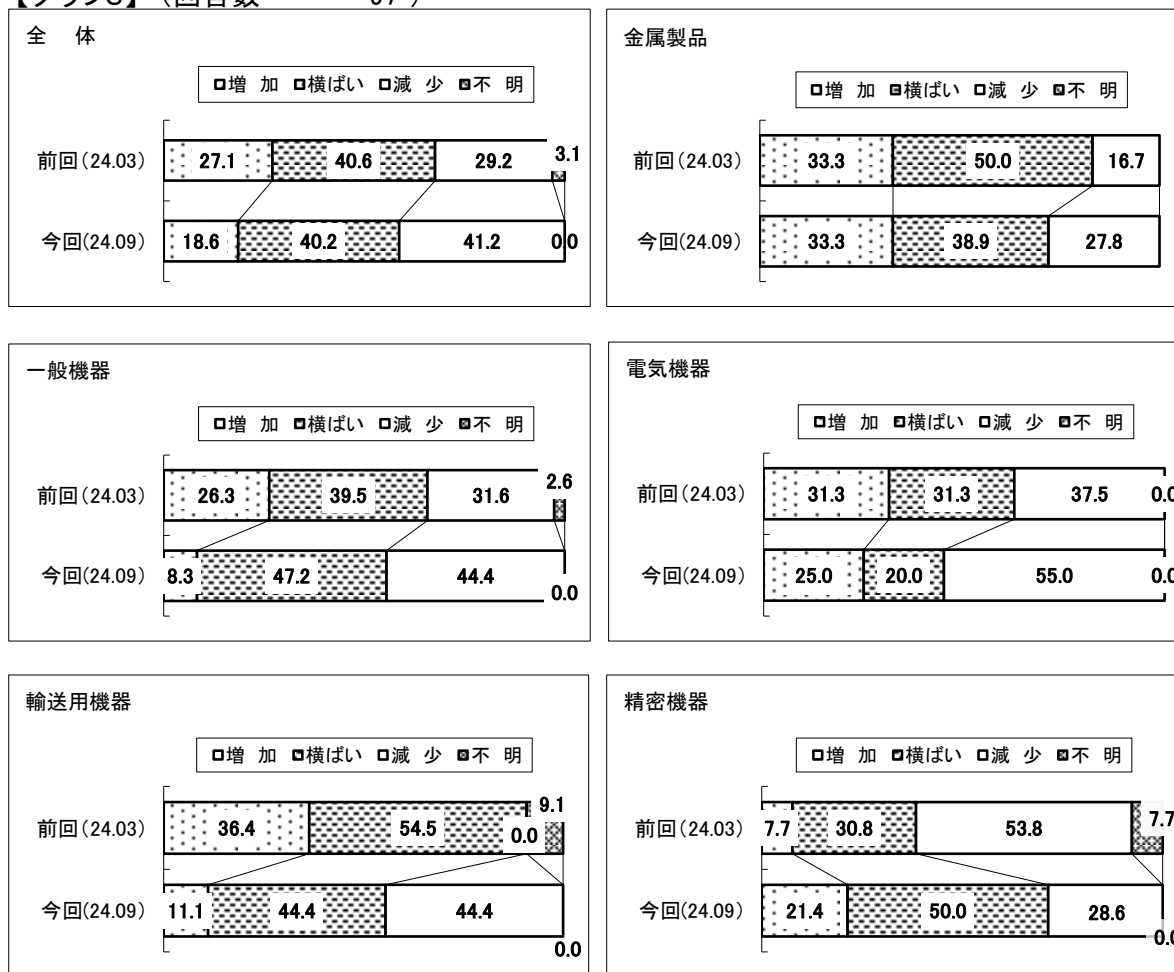 全 体
□増 加 □横ばい □減 少 □不 明
前回(24.03) 27.1 40.6 29.2 3.1
今回(24.09) 18.6 40.2 41.2 0.0
金属製品
□増 加 □横ばい □減 少 □不 明
前回(24.03) 33.3 50.0 16.7
今回(24.09) 33.3 38.9 27.8
一般機器
□増 加 □横ばい □減 少 □不 明
前回(24.03) 26.3 39.5 31.6 2.6
今回(24.09) 8.3 47.2 44.4 0.0
電気機器
□増 加 □横ばい □減 少 □不 明
前回(24.03) 31.3 31.3 37.5 0.0
今回(24.09) 25.0 20.0 55.0 0.0
輸送用機器
□増 加 □横ばい □減 少 □不 明
前回(24.03) 36.4 54.5 0.0 9.1
今回(24.09) 11.1 44.4 44.4 0.0
精密機器
□増 加 □横ばい □減 少 □不 明
前回(24.03) 7.7 30.8 53.8 7.7
今回(24.09) 21.4 50.0 28.6 0.0